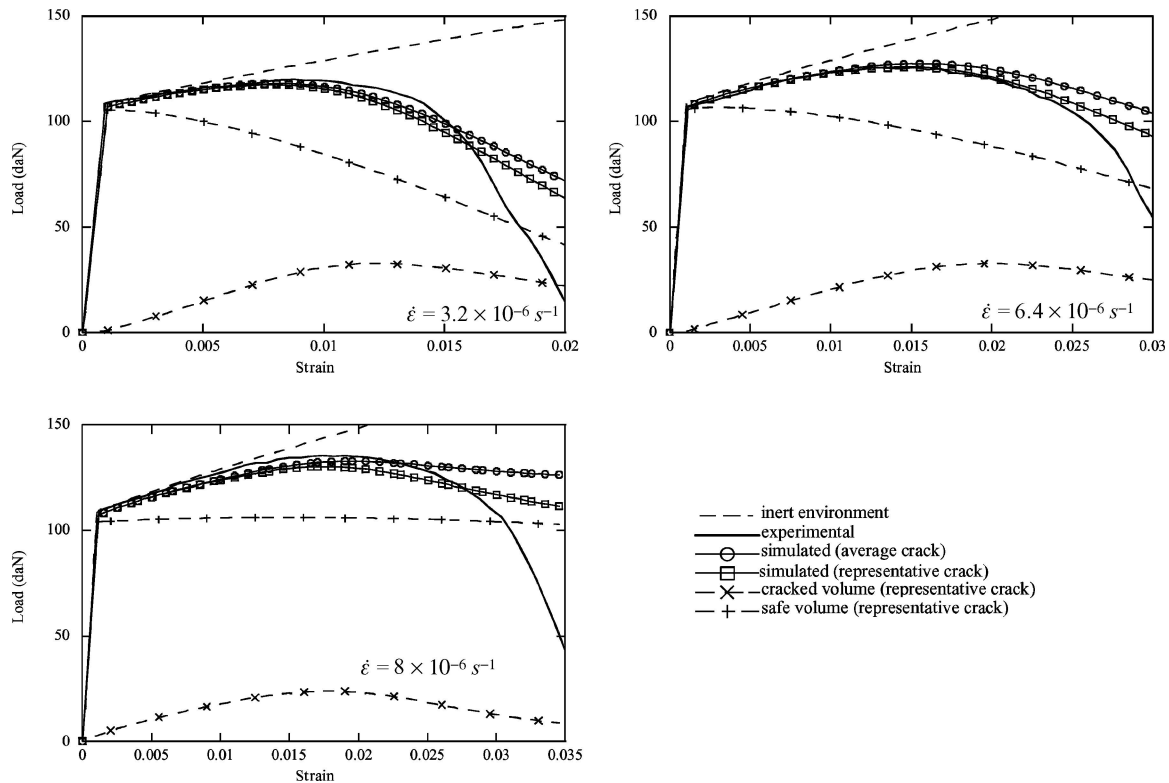 150
100
50
0
Load (daN)
0
0.005
0.01
0.015
0.02
Strain
ε̇ = 3.2 × 10⁻⁶ s⁻¹
150
100
50
0
Load (daN)
0
0.005
0.01
0.015
0.02
0.025
0.03
Strain
ε̇ = 6.4 × 10⁻⁶ s⁻¹
150
100
50
0
Load (daN)
0
0.005
0.01
0.015
0.02
0.025
0.03
0.035
Strain
ε̇ = 8 × 10⁻⁶ s⁻¹
inert environment
experimental
simulated (average crack)
simulated (representative crack)
cracked volume (representative crack)
safe volume (representative crack)